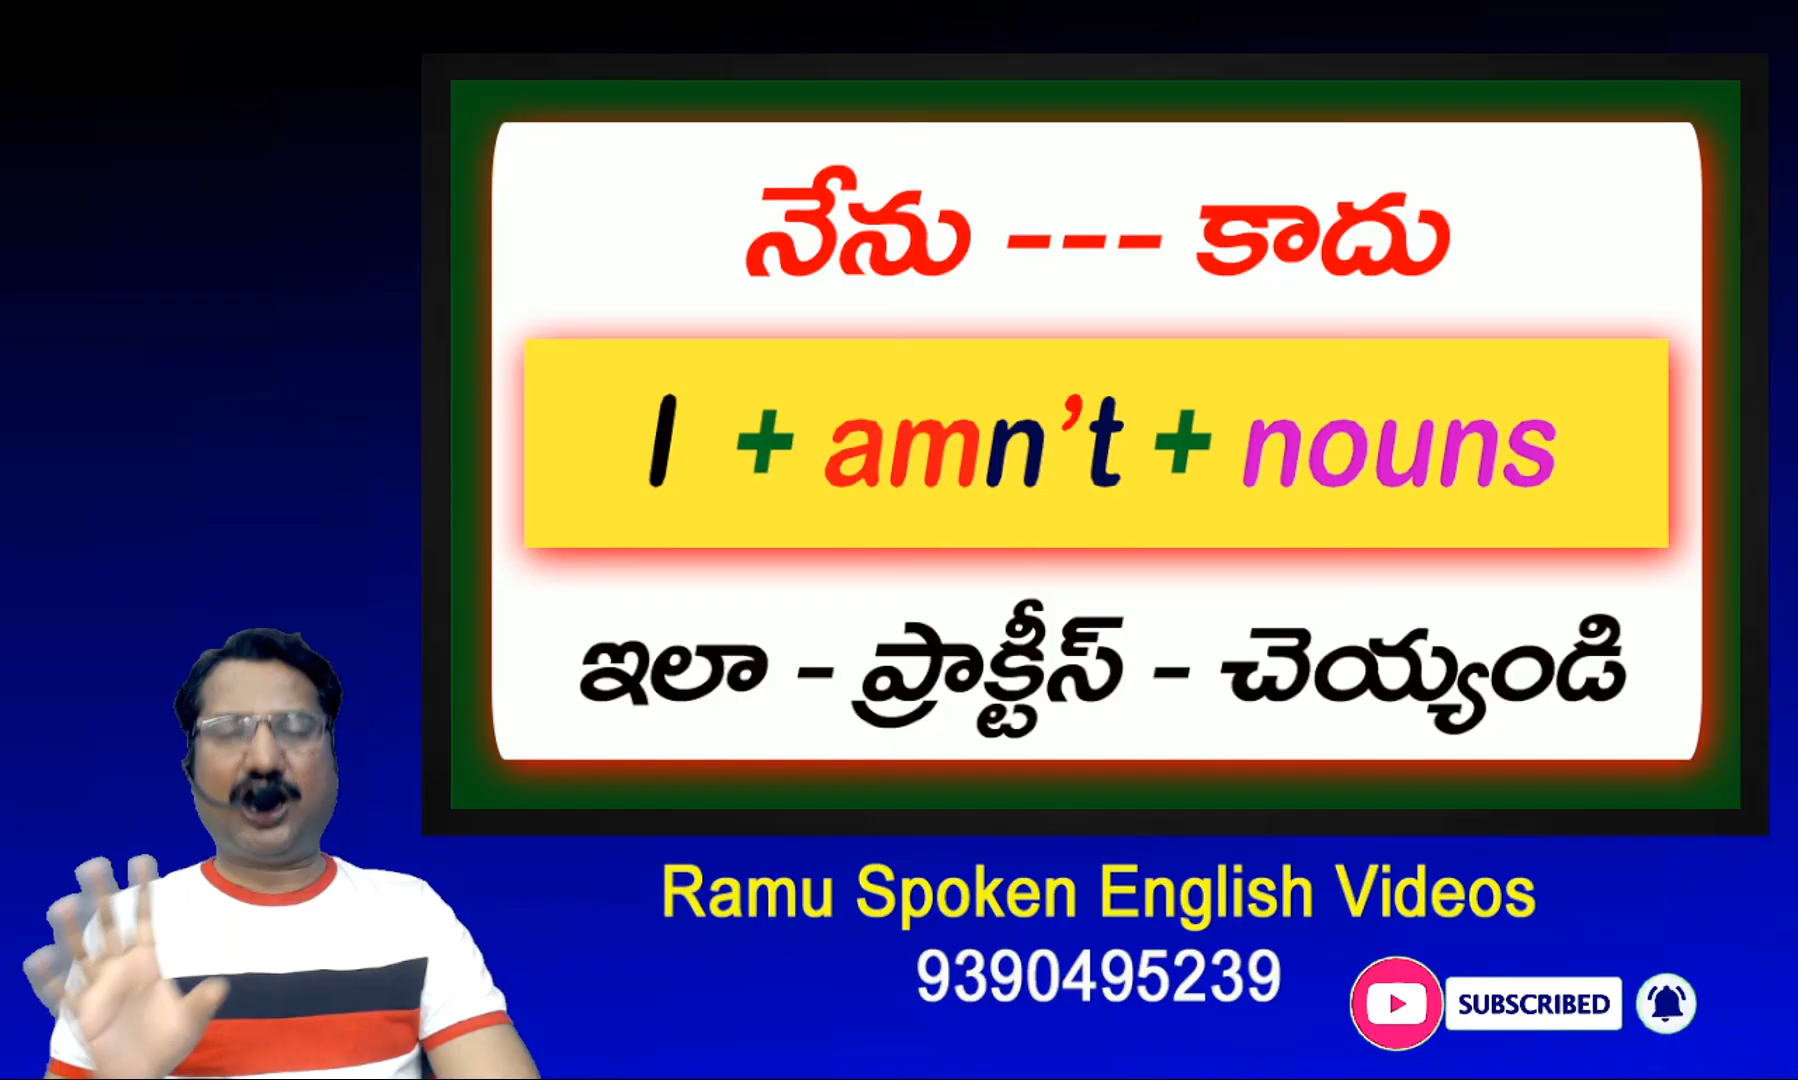 నేను --- కాదు
I + amn’t + nouns
ఇలా - ప్రాక్టీస్ - చెయ్యండి
Ramu Spoken English Videos
9390495239
SUBSCRIBED